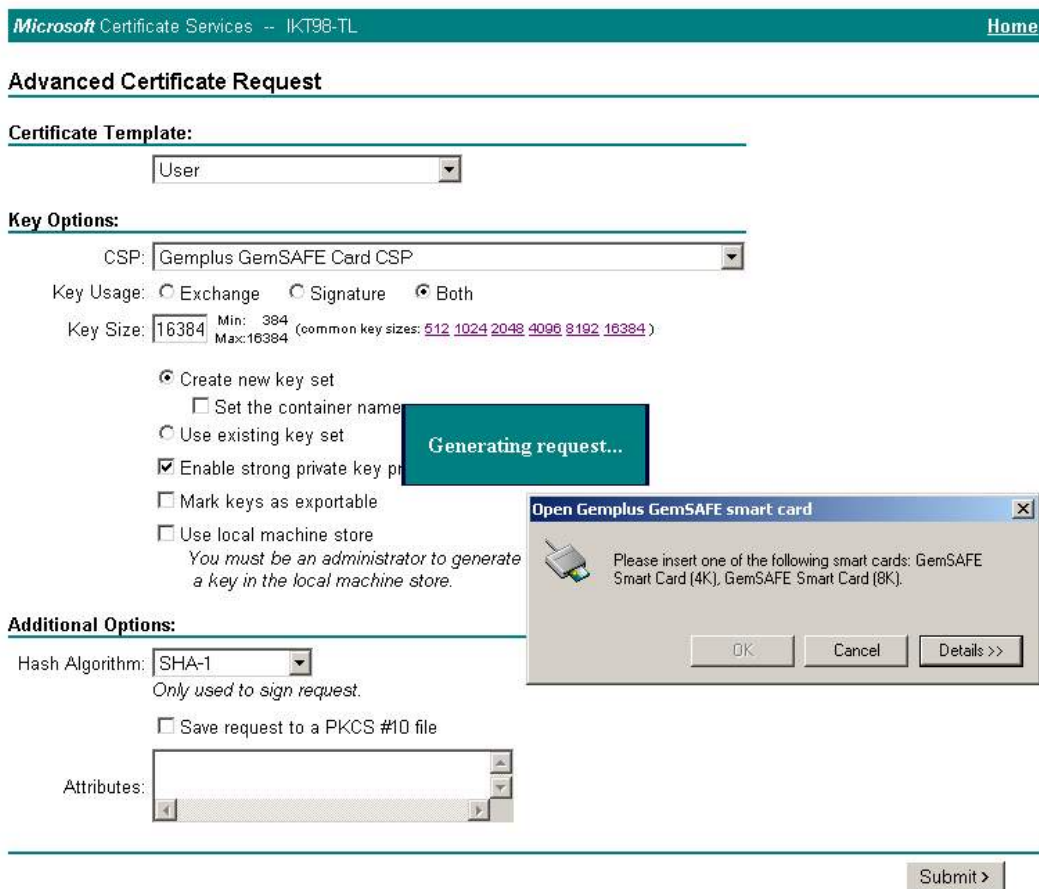 Microsoft Certificate Services -- IKT98-TL Home
Advanced Certificate Request
Certificate Template:
User
Key Options:
CSP: Gemplus GemSAFE Card CSP
Key Usage: Exchange Signature Both
Key Size: 16384 Min: 384 Max:16384 (common key sizes: 512 1024 2048 4096 8192 16384 )
Create new key set
Set the container name
Use existing key set
Enable strong private key pr
Generating request...
Mark keys as exportable
Use local machine store
You must be an administrator to generate
a key in the local machine store.
Open Gemplus GemSAFE smart card
Please insert one of the following smart cards: GemSAFE
Smart Card (4K), GemSAFE Smart Card (8K).
OK Cancel Details >>
Additional Options:
Hash Algorithm: SHA-1
Only used to sign request.
Save request to a PKCS #10 file
Attributes:
Submit >